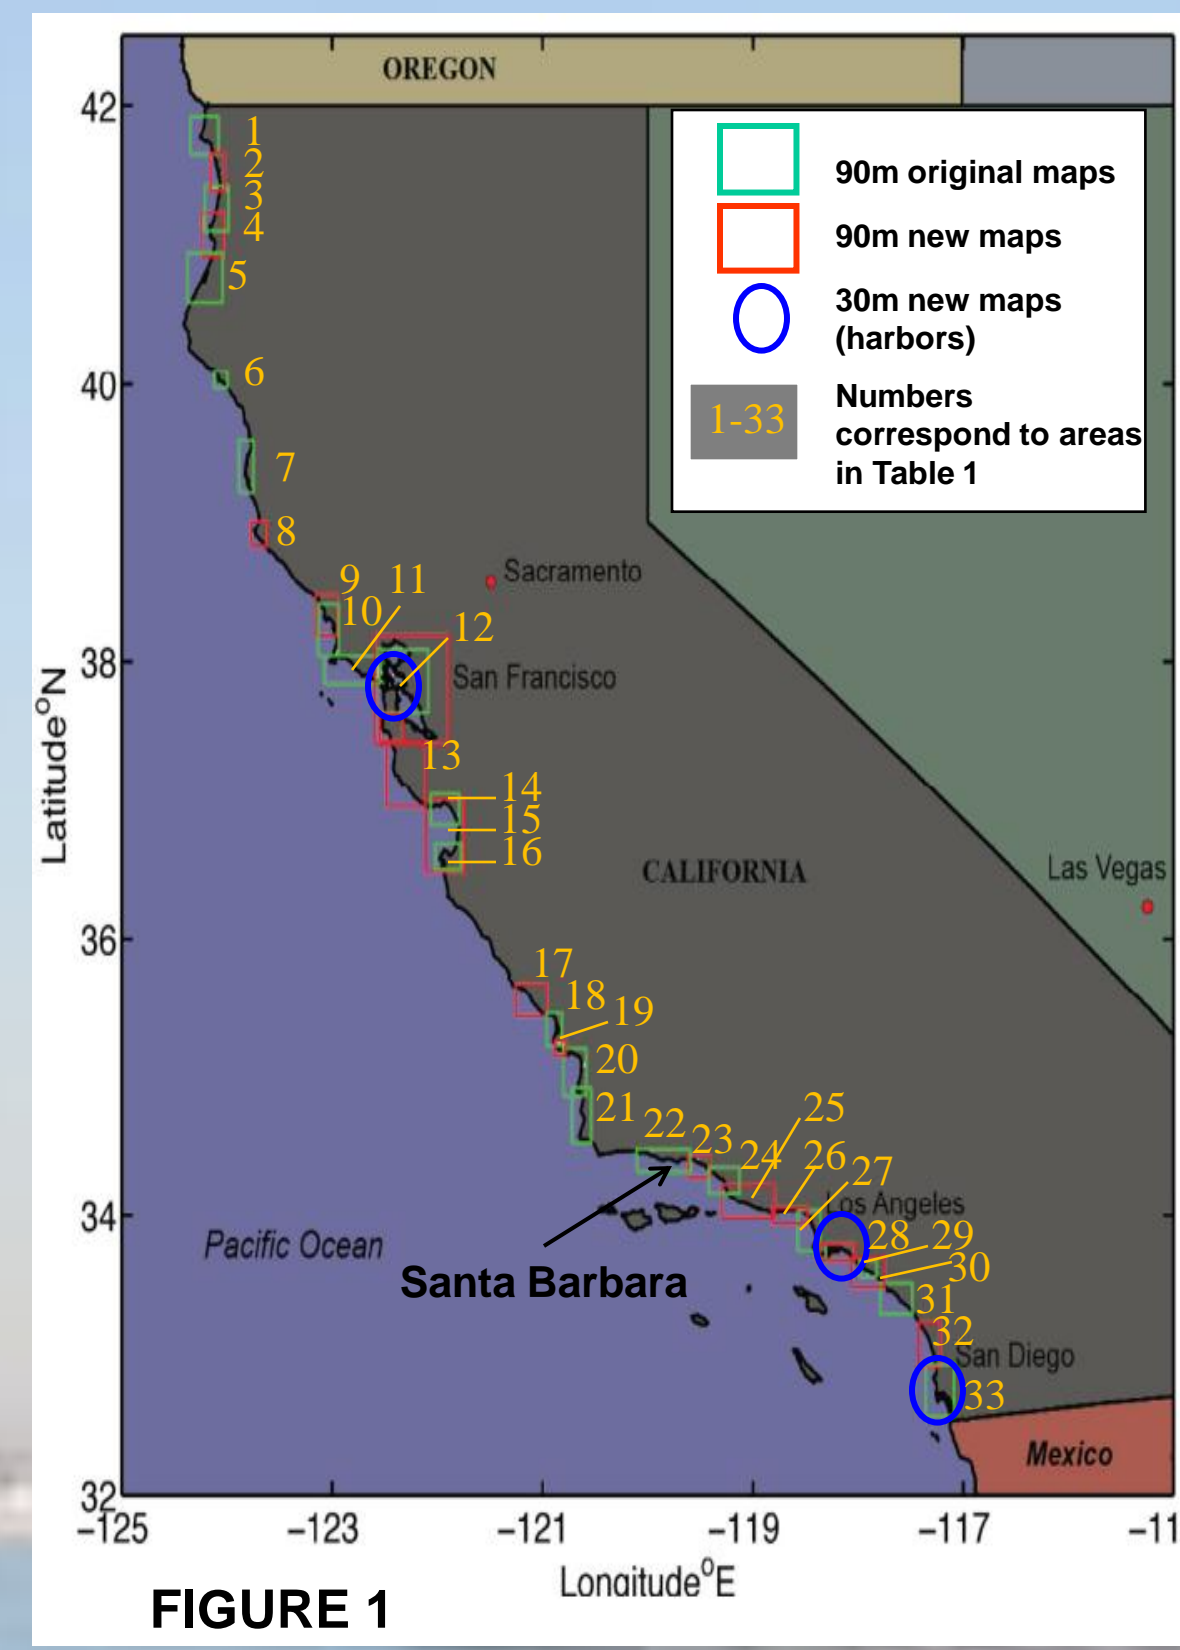 OREGON
42
1
2
3
4
5
90m original maps
90m new maps
30m new maps
(harbors)
1-33
Numbers
correspond to areas
in Table 1
40
6
7
8
Sacramento
9
11
10
12
38
San Francisco
13
14
15
16
CALIFORNIA
Las Vegas
36
17
18
19
20
21
22
23
24
25
26
27
34
Los Angeles
Pacific Ocean
28
29
30
Santa Barbara
31
32
San Diego
33
Mexico
32
−125
−123
−121
−119
−117
−11
Latitude°N
Longitude°E
FIGURE 1